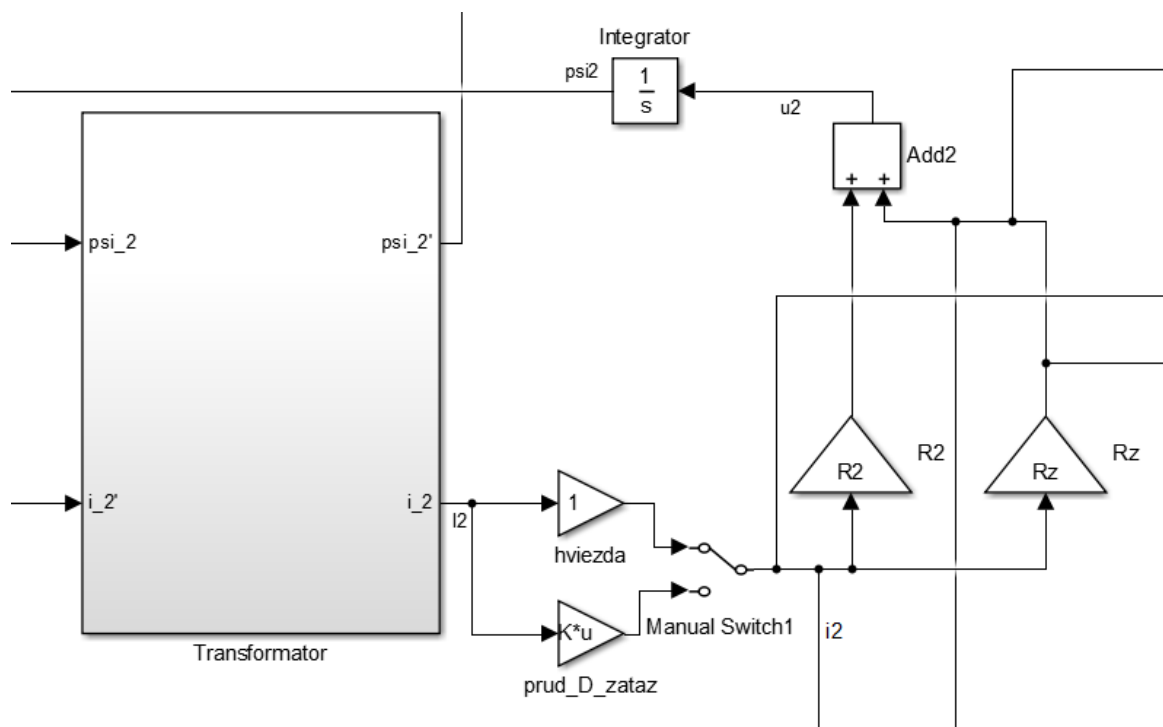 Integrator
psi2
1
s
u2
Add2
+ +
psi_2
psi_2'
R2
R2
Rz
Rz
i_2'
i_2
I2
1
hviezda
K*u
Manual Switch1
i2
Transformator
prud_D_zataz